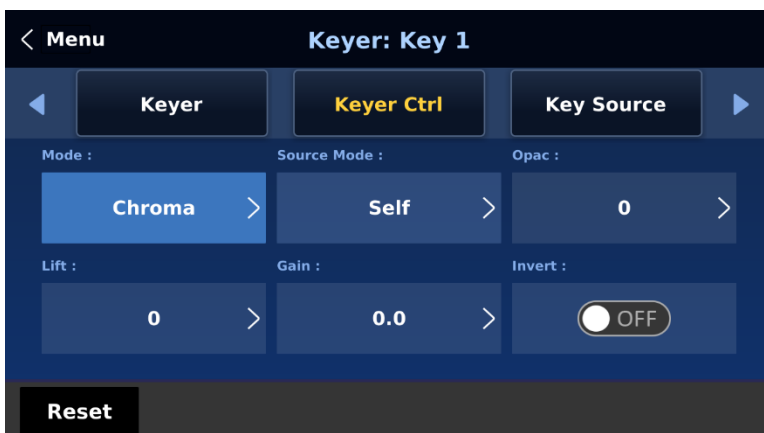 Menu
Keyer: Key 1
Keyer Keyer Ctrl Key Source
Mode : Source Mode : Opac :
Chroma Self 0
Lift : Gain : Invert :
0 0.0 OFF
Reset